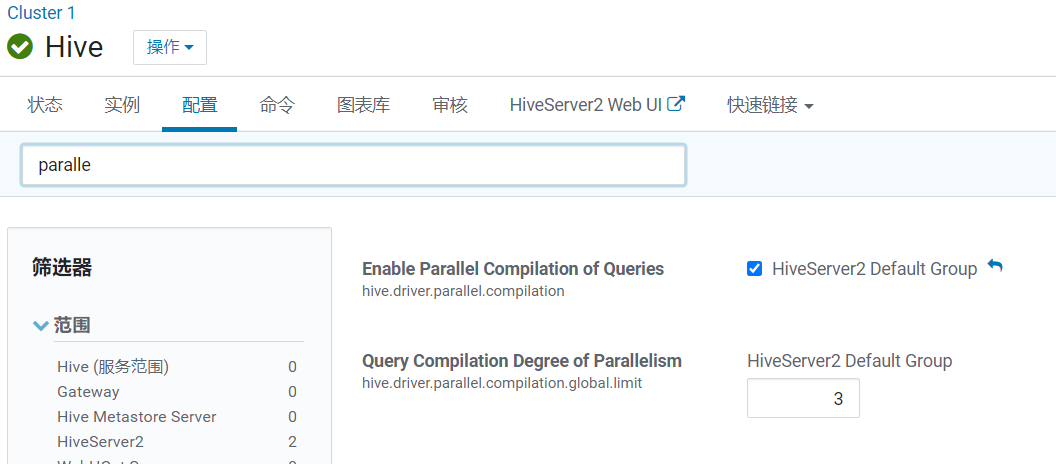 Cluster 1
Hive 操作
状态 实例 配置 命令 图表库 审核 HiveServer2 Web UI 快速链接
paralle
筛选器
范围
Hive (服务范围) 0
Gateway 0
Hive Metastore Server 0
HiveServer2 2
Enable Parallel Compilation of Queries
hive.driver.parallel.compilation
HiveServer2 Default Group
Query Compilation Degree of Parallelism
hive.driver.parallel.compilation.global.limit
HiveServer2 Default Group
3